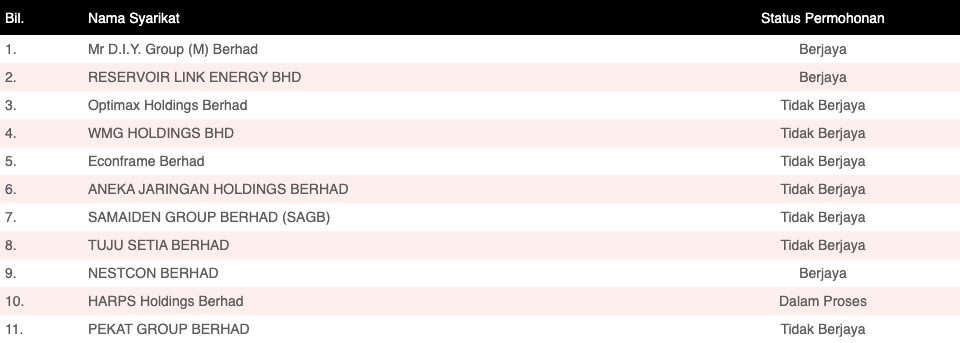 Bil. Nama Syarikat Status Permohonan
1. Mr D.I.Y. Group (M) Berhad Berjaya
2. RESERVOIR LINK ENERGY BHD Berjaya
3. Optimax Holdings Berhad Tidak Berjaya
4. WMG HOLDINGS BHD Tidak Berjaya
5. Econframe Berhad Tidak Berjaya
6. ANEKA JARINGAN HOLDINGS BERHAD Tidak Berjaya
7. SAMAIDEN GROUP BERHAD (SAGB) Tidak Berjaya
8. TUJU SETIA BERHAD Tidak Berjaya
9. NESTCON BERHAD Berjaya
10. HARPS Holdings Berhad Dalam Proses
11. PEKAT GROUP BERHAD Tidak Berjaya